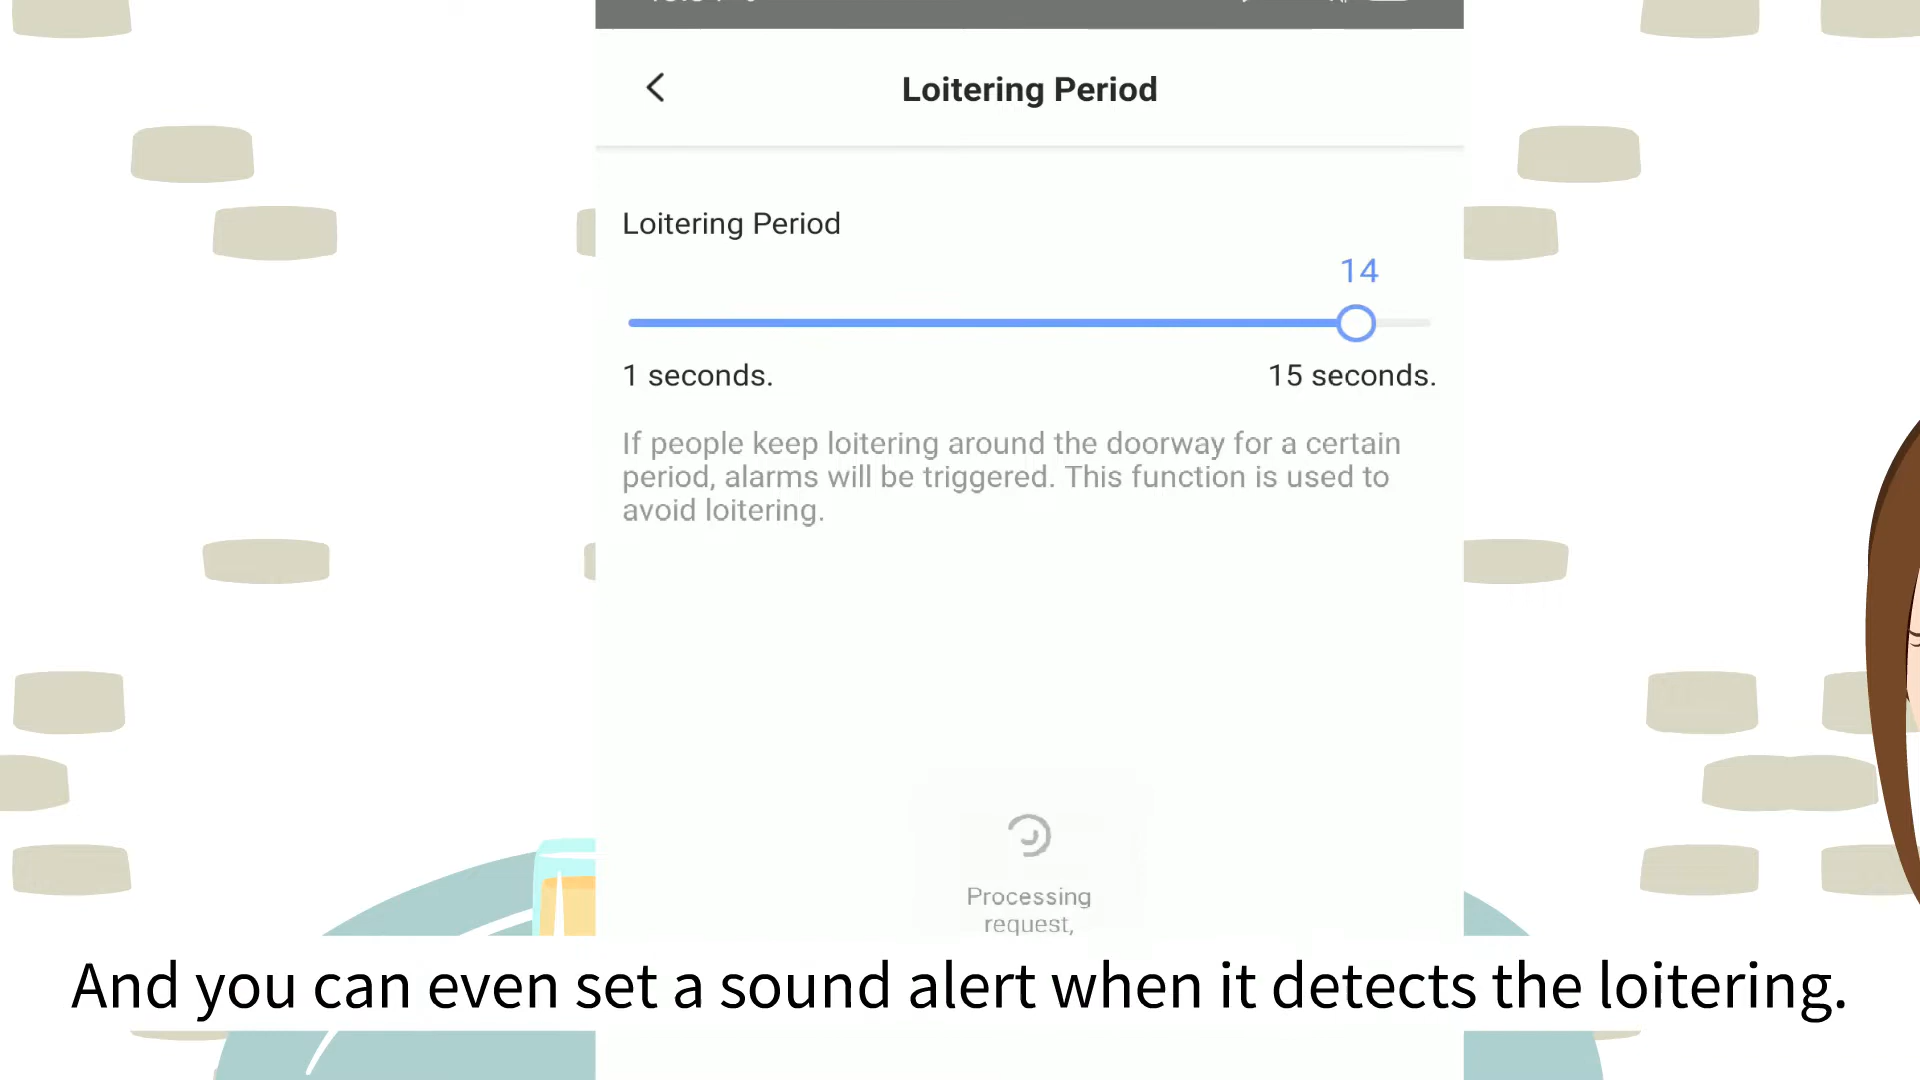 Loitering Period
Loitering Period
14
1 seconds.
15 seconds.
If people keep loitering around the doorway for a certain
period, alarms will be triggered. This function is used to
avoid loitering.
Processing
request,
And you can even set a sound alert when it detects the loitering.